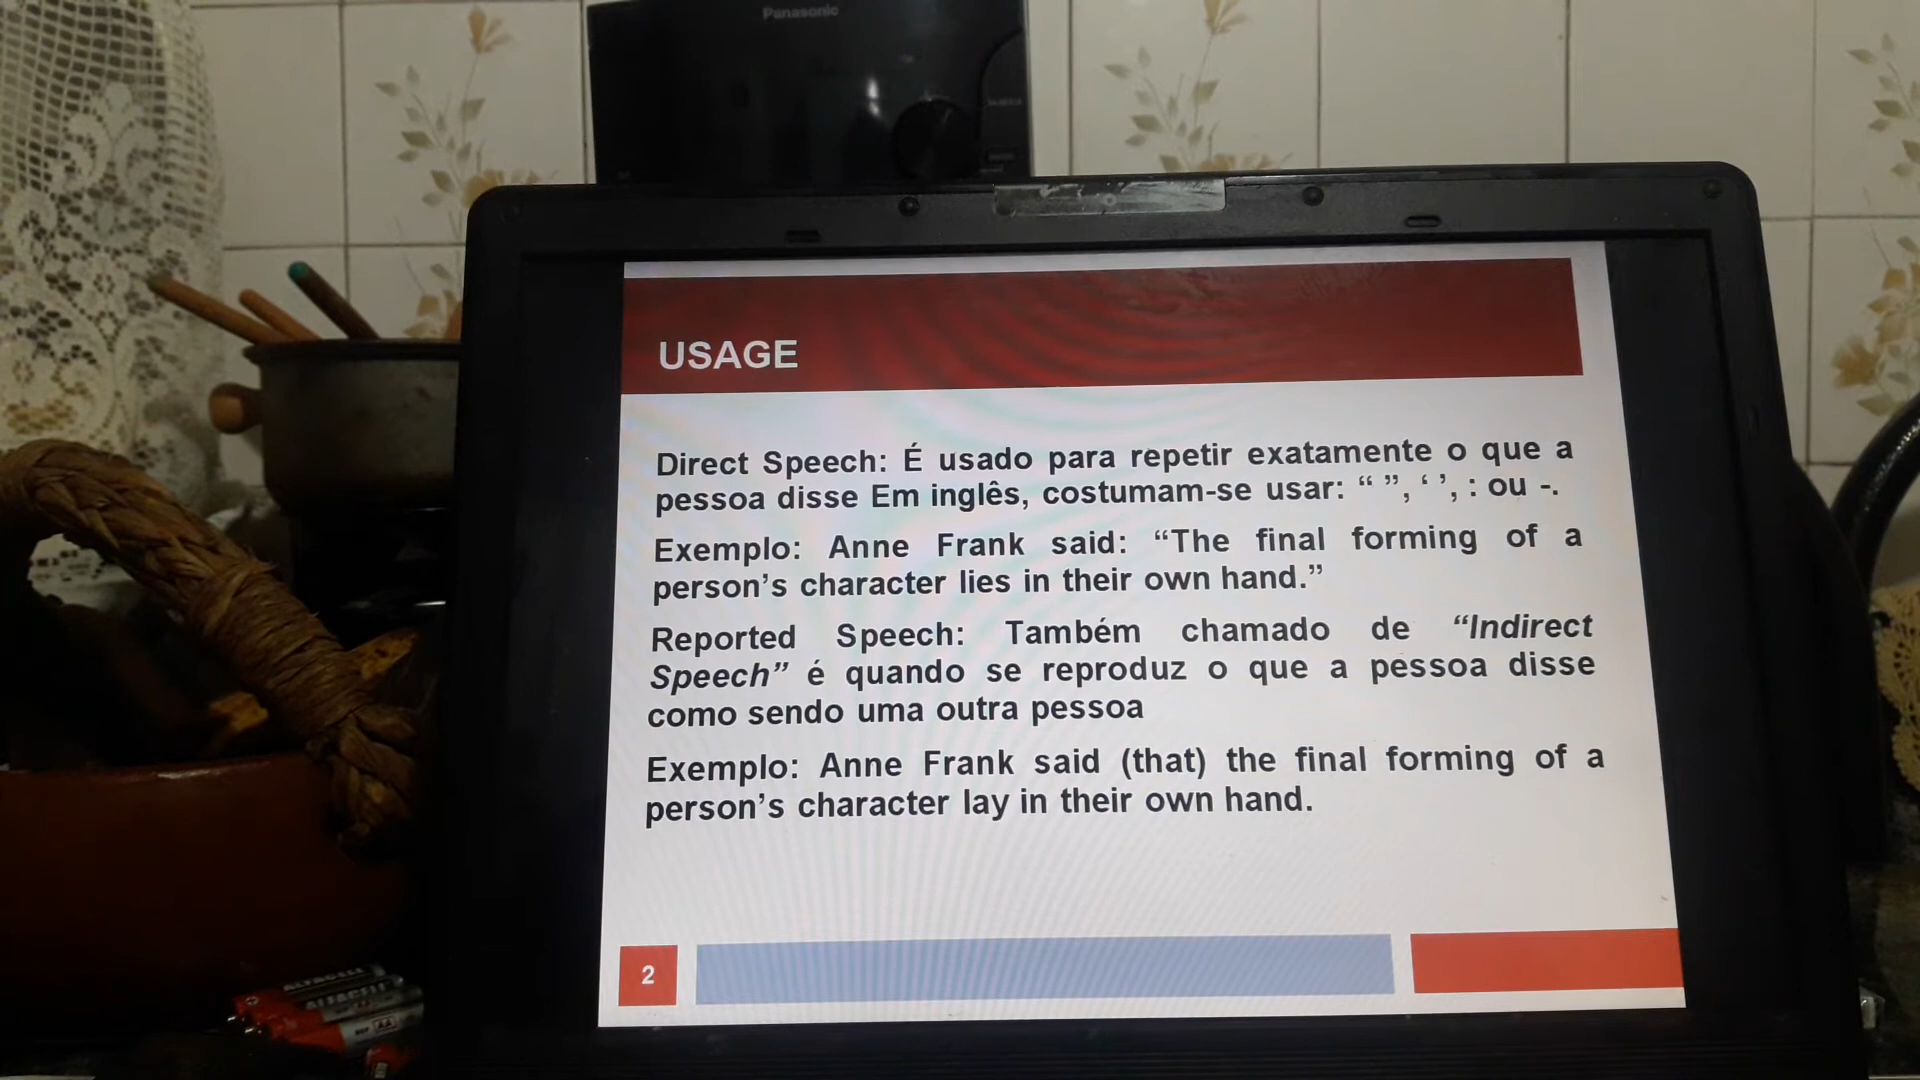 Panasonic
USAGE
Direct Speech: É usado para repetir exatamente o que a
pessoa disse Em inglês, costumam-se usar: “ ”, ‘ ’, : ou -.
Exemplo: Anne Frank said: “The final forming of a
person’s character lies in their own hand.”
Reported Speech: Também chamado de “Indirect
Speech” é quando se reproduz o que a pessoa disse
como sendo uma outra pessoa
Exemplo: Anne Frank said (that) the final forming of a
person’s character lay in their own hand.
2
ALFACELL
ALFACELL
AA